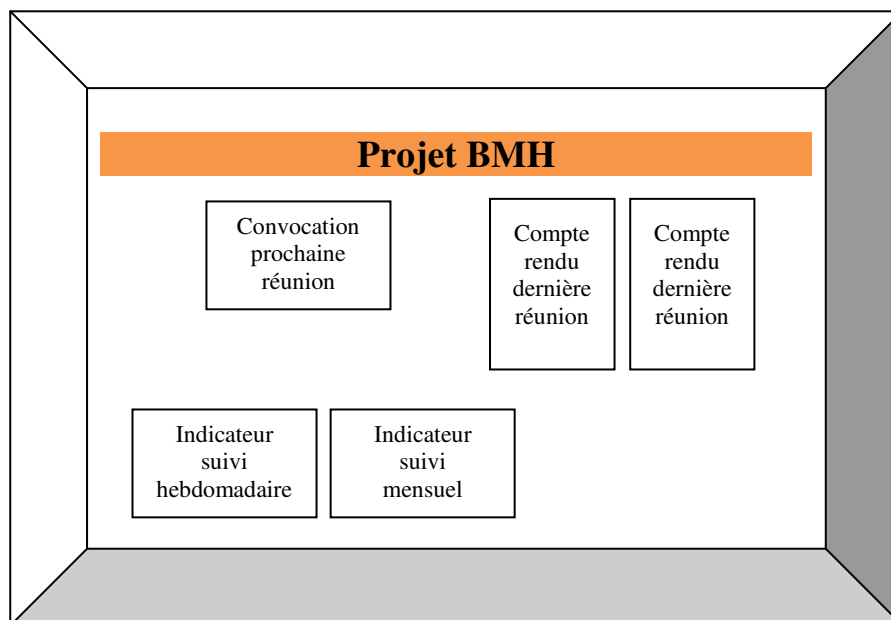 Projet BMH
Convocation
prochaine
réunion
Compte
rendu
dernière
réunion
Compte
rendu
dernière
réunion
Indicateur
suivi
hebdomadaire
Indicateur
suivi
mensuel